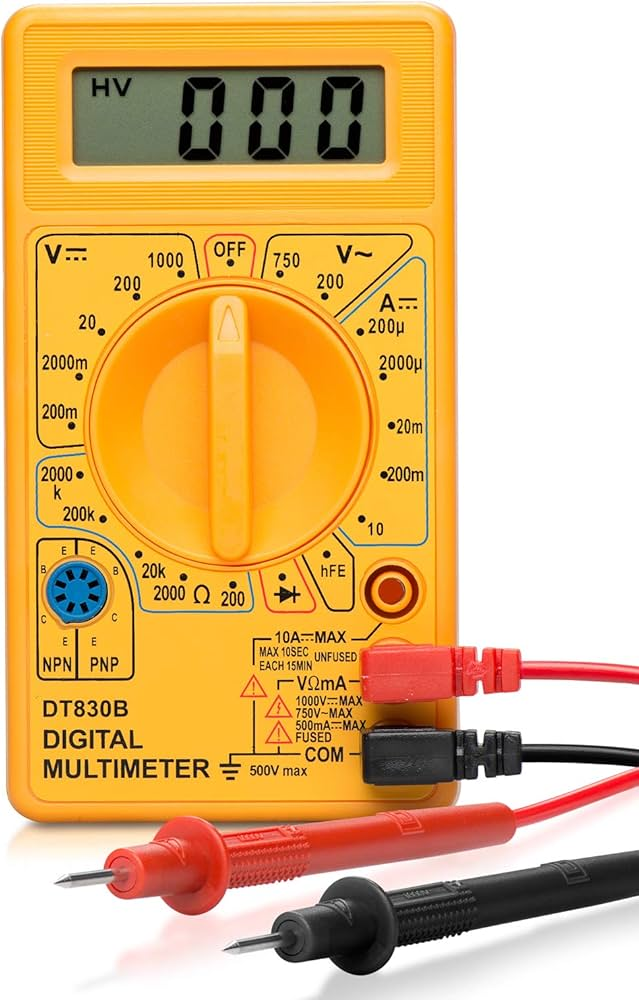 HV 000
V⎓
1000
OFF
750
V~
200
200
A⎓
20
200µ
2000m
2000µ
200m
20m
2000
k
200m
200k
10
20k
2000 Ω 200
hFE
E E
B B
C C
E E
NPN PNP
10A⎓MAX
MAX 10SEC
EACH 15MIN
UNFUSED
VΩmA
1000V⎓MAX
750V~MAX
500mA⎓MAX
FUSED
COM
500V max
DT830B
DIGITAL
MULTIMETER